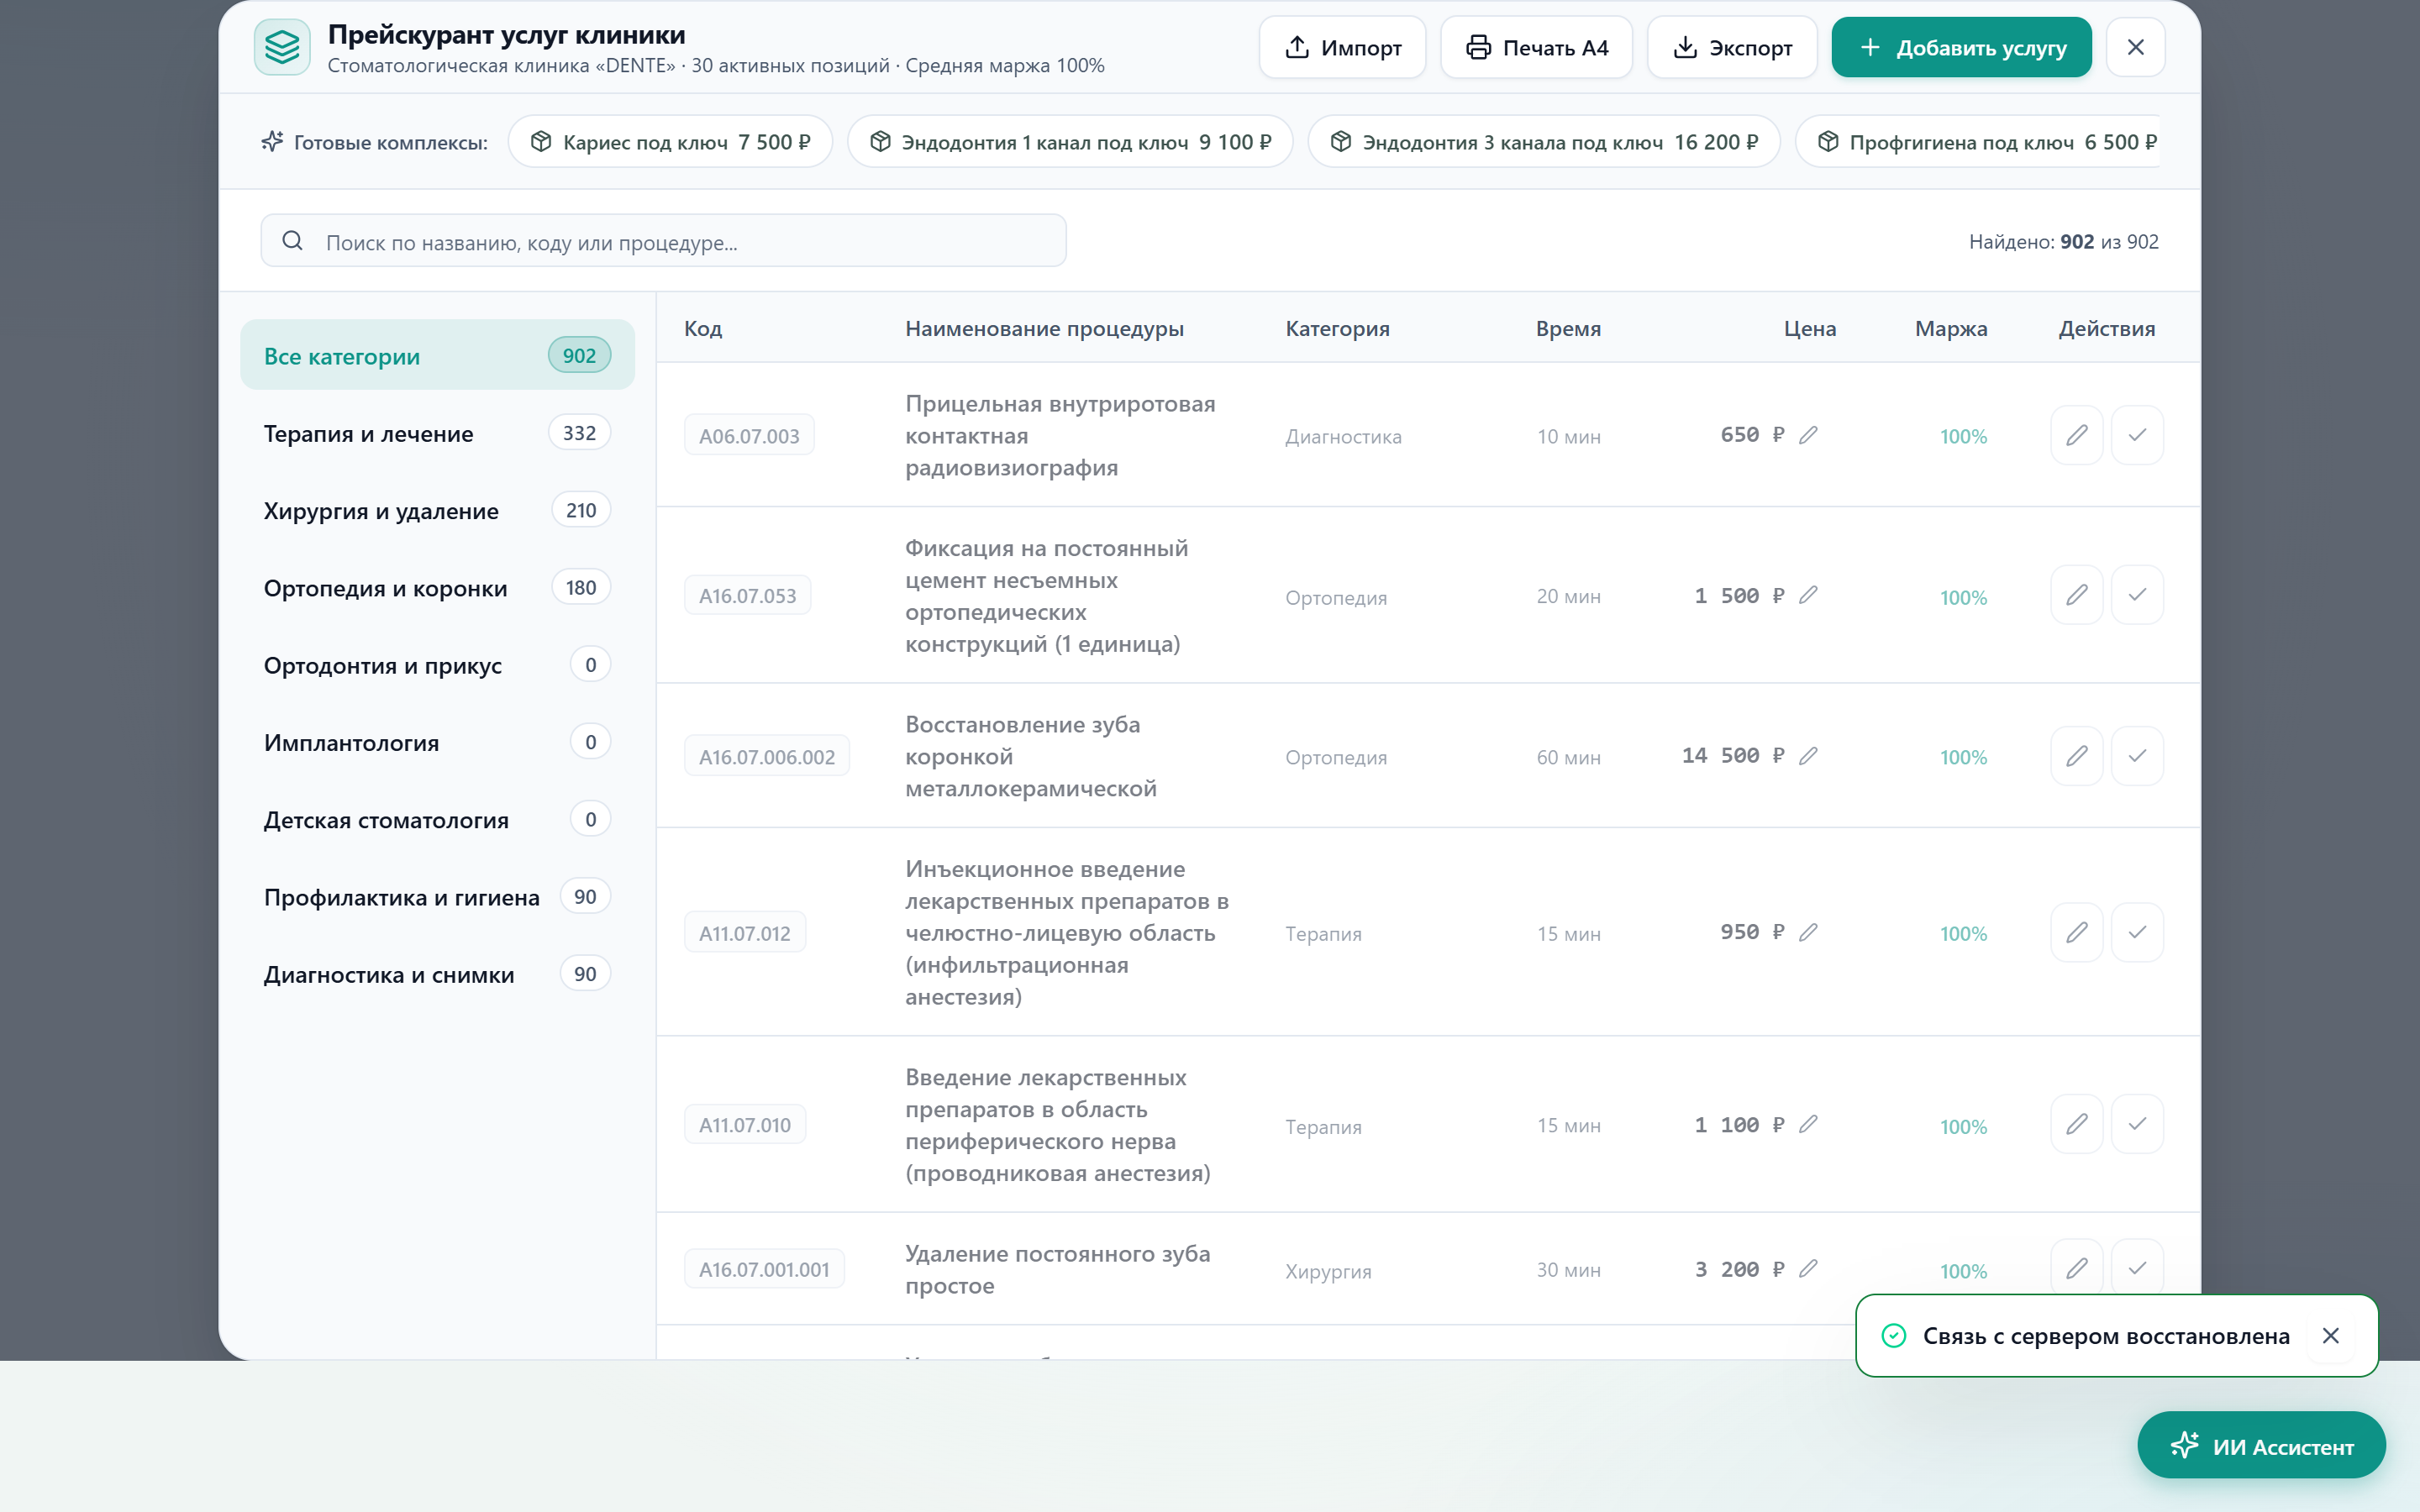 Прейскурант услуг клиники
Стоматологическая клиника «DENTE» · 30 активных позиций · Средняя маржа 100%
Импорт
Печать А4
Экспорт
Добавить услугу
Готовые комплексы:
Кариес под ключ 7 500 ₽
Эндодонтия 1 канал под ключ 9 100 ₽
Эндодонтия 3 канала под ключ 16 200 ₽
Профгигиена под ключ 6 500 ₽
Поиск по названию, коду или процедуре...
Найдено: 902 из 902
Все категории 902
Терапия и лечение 332
Хирургия и удаление 210
Ортопедия и коронки 180
Ортодонтия и прикус 0
Имплантология 0
Детская стоматология 0
Профилактика и гигиена 90
Диагностика и снимки 90
Код Наименование процедуры Категория Время Цена Маржа Действия
A06.07.003
Прицельная внутриротовая
контактная
радиовизиография
Диагностика
10 мин
650 ₽
100%
A16.07.053
Фиксация на постоянный
цемент несъемных
ортопедических
конструкций (1 единица)
Ортопедия
20 мин
1 500 ₽
100%
A16.07.006.002
Восстановление зуба
коронкой
металлокерамической
Ортопедия
60 мин
14 500 ₽
100%
A11.07.012
Инъекционное введение
лекарственных препаратов в
челюстно-лицевую область
(инфильтрационная
анестезия)
Терапия
15 мин
950 ₽
100%
A11.07.010
Введение лекарственных
препаратов в область
периферического нерва
(проводниковая анестезия)
Терапия
15 мин
1 100 ₽
100%
A16.07.001.001
Удаление постоянного зуба
простое
Хирургия
30 мин
3 200 ₽
100%
Связь с сервером восстановлена
ИИ Ассистент